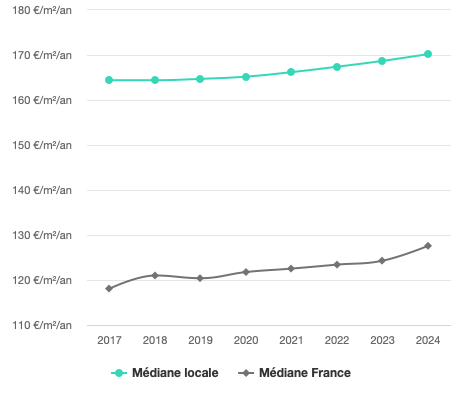 180 €/m²/an
170 €/m²/an
160 €/m²/an
150 €/m²/an
140 €/m²/an
130 €/m²/an
120 €/m²/an
110 €/m²/an
2017 2018 2019 2020 2021 2022 2023 2024
Médiane locale Médiane France